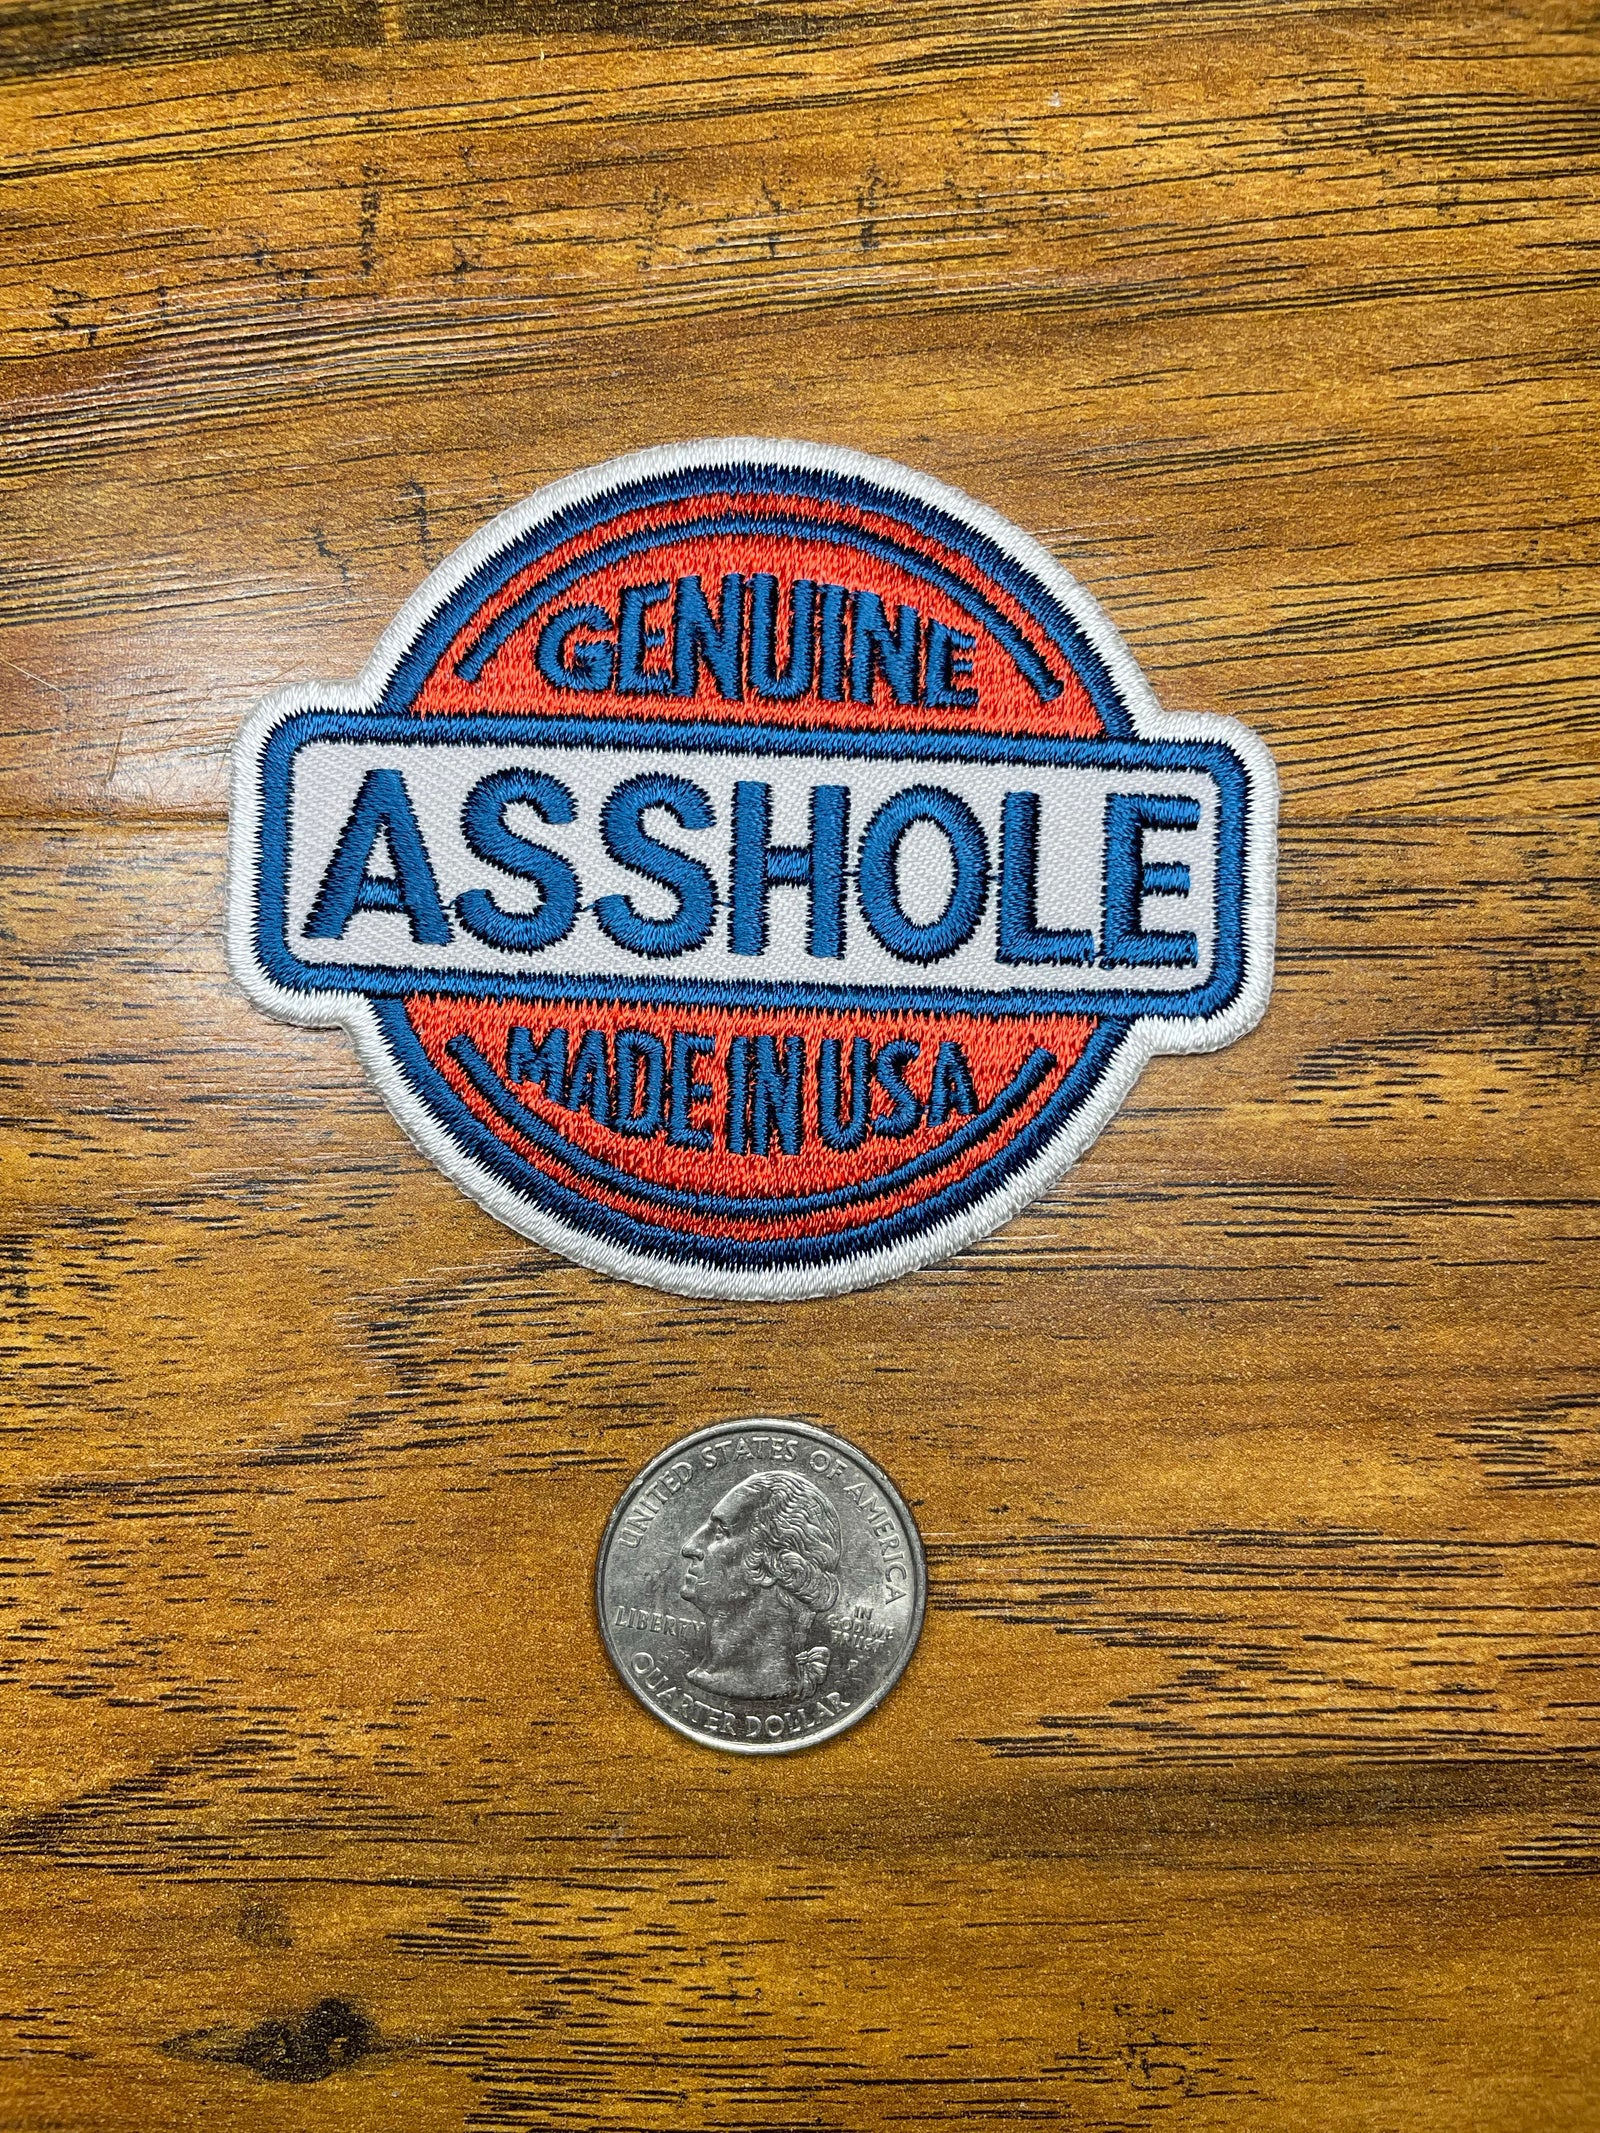 GENUINE
ASSHOLE
MADE IN USA
UNITED STATES OF AMERICA
LIBERTY
IN
GOD WE
TRUST
P
QUARTER DOLLAR